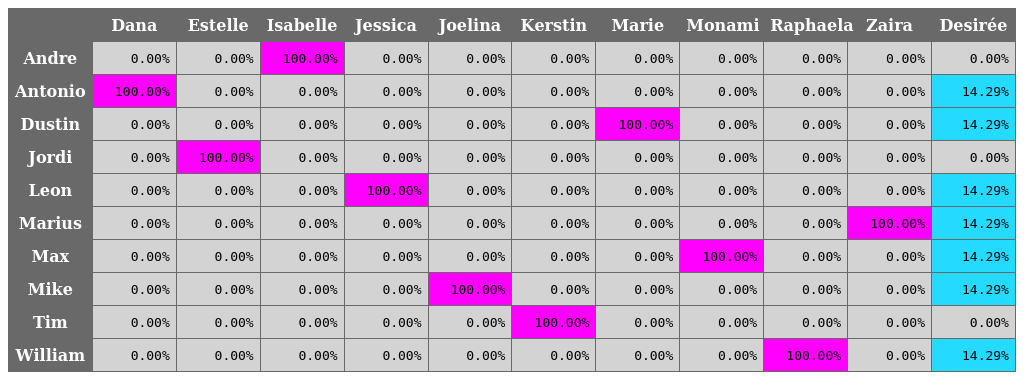 Dana Estelle Isabelle Jessica Joelina Kerstin Marie Monami Raphaela Zaira Desirée
Andre 0.00% 0.00% 100.00% 0.00% 0.00% 0.00% 0.00% 0.00% 0.00% 0.00% 0.00%
Antonio 100.00% 0.00% 0.00% 0.00% 0.00% 0.00% 0.00% 0.00% 0.00% 0.00% 14.29%
Dustin 0.00% 0.00% 0.00% 0.00% 0.00% 0.00% 100.00% 0.00% 0.00% 0.00% 14.29%
Jordi 0.00% 100.00% 0.00% 0.00% 0.00% 0.00% 0.00% 0.00% 0.00% 0.00% 0.00%
Leon 0.00% 0.00% 0.00% 100.00% 0.00% 0.00% 0.00% 0.00% 0.00% 0.00% 14.29%
Marius 0.00% 0.00% 0.00% 0.00% 0.00% 0.00% 0.00% 0.00% 0.00% 100.00% 14.29%
Max 0.00% 0.00% 0.00% 0.00% 0.00% 0.00% 0.00% 100.00% 0.00% 0.00% 14.29%
Mike 0.00% 0.00% 0.00% 0.00% 100.00% 0.00% 0.00% 0.00% 0.00% 0.00% 14.29%
Tim 0.00% 0.00% 0.00% 0.00% 0.00% 100.00% 0.00% 0.00% 0.00% 0.00% 0.00%
William 0.00% 0.00% 0.00% 0.00% 0.00% 0.00% 0.00% 0.00% 100.00% 0.00% 14.29%